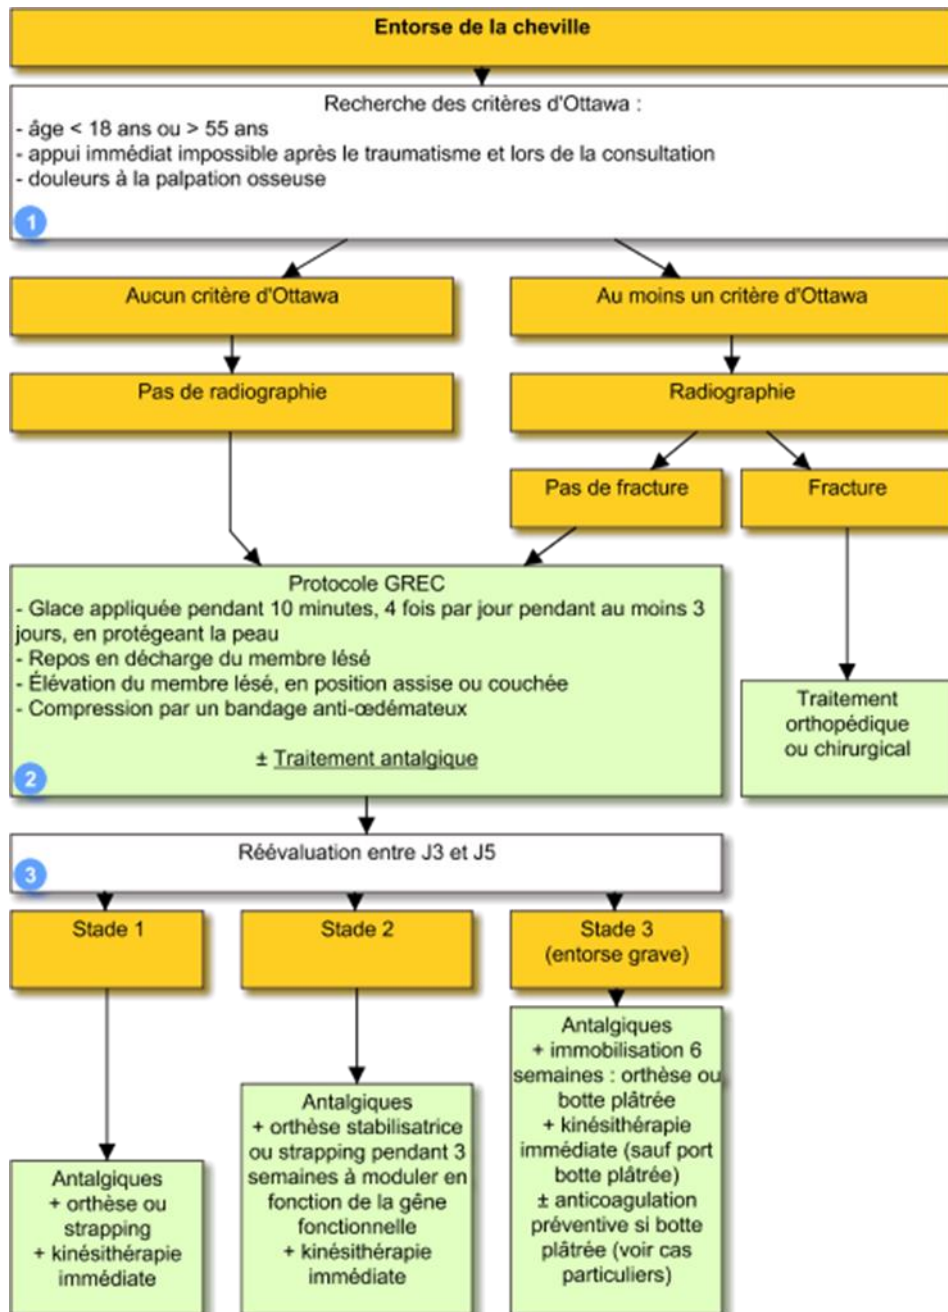 Entorse de la cheville
Recherche des critères d'Ottawa :
- âge < 18 ans ou > 55 ans
- appui immédiat impossible après le traumatisme et lors de la consultation
- douleurs à la palpation osseuse
1
Aucun critère d'Ottawa
Au moins un critère d'Ottawa
Pas de radiographie
Radiographie
Pas de fracture
Fracture
Protocole GREC
- Glace appliquée pendant 10 minutes, 4 fois par jour pendant au moins 3
jours, en protégeant la peau
- Repos en décharge du membre lésé
- Élévation du membre lésé, en position assise ou couchée
- Compression par un bandage anti-œdémateux
± Traitement antalgique
2
Traitement
orthopédique
ou chirurgical
Réévaluation entre J3 et J5
3
Stade 1
Stade 2
Stade 3
(entorse grave)
Antalgiques
+ orthèse ou
strapping
+ kinésithérapie
immédiate
Antalgiques
+ orthèse stabilisatrice
ou strapping pendant 3
semaines à moduler en
fonction de la gêne
fonctionnelle
+ kinésithérapie
immédiate
Antalgiques
+ immobilisation 6
semaines : orthèse ou
botte plâtrée
+ kinésithérapie
immédiate (sauf port
botte plâtrée)
± anticoagulation
préventive si botte
plâtrée (voir cas
particuliers)